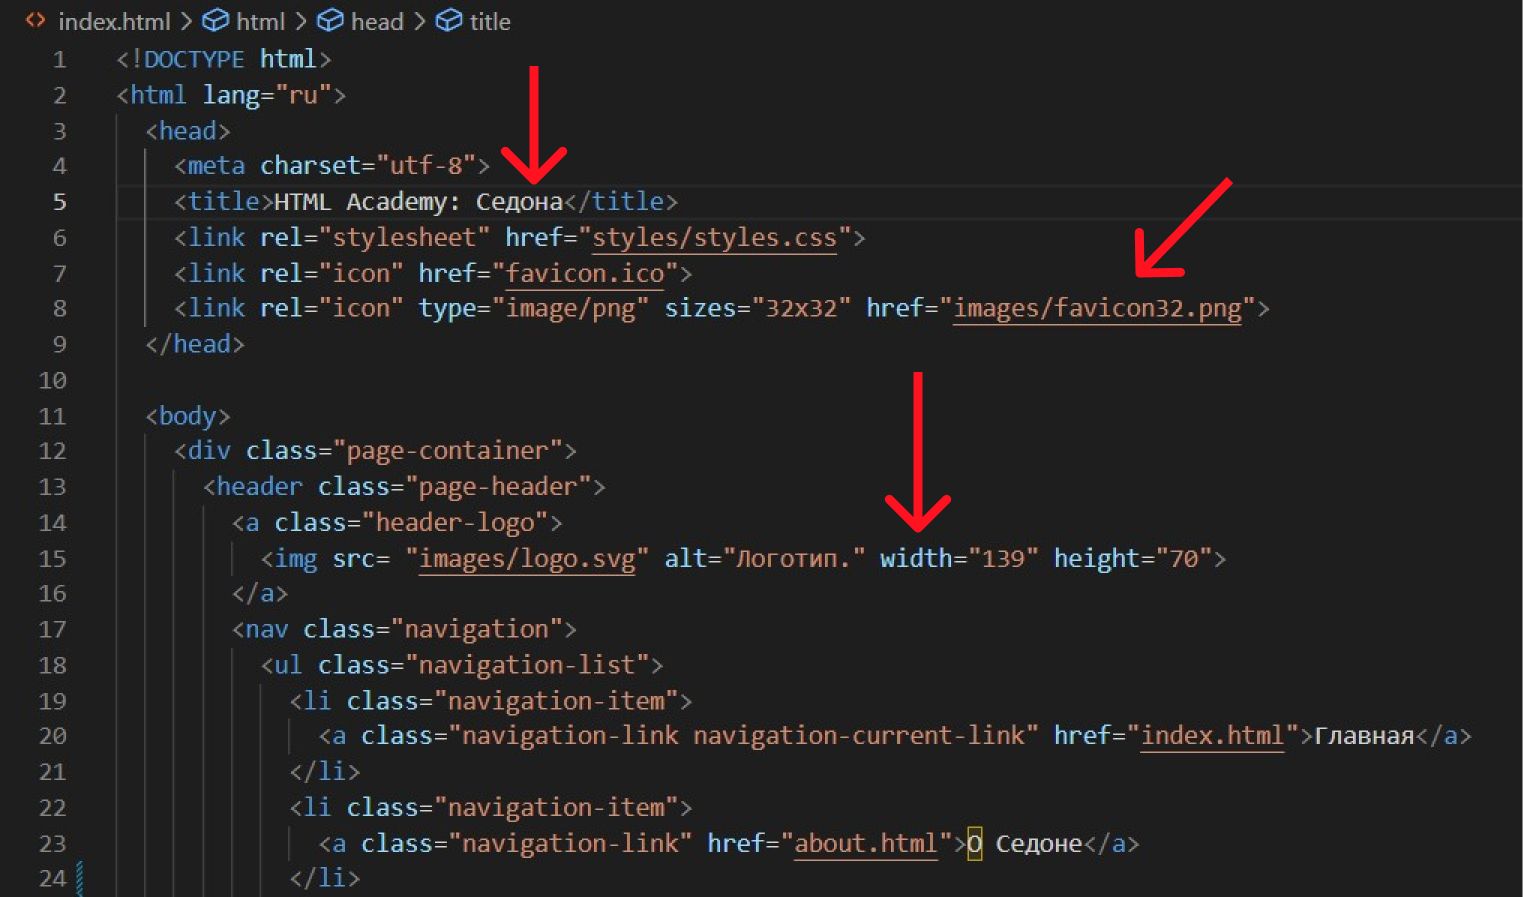 index.html > html > head > title
1 <!DOCTYPE html>
2 <html lang="ru">
3 <head>
4 <meta charset="utf-8">
5 <title>HTML Academy: Седона</title>
6 <link rel="stylesheet" href="styles/styles.css">
7 <link rel="icon" href="favicon.ico">
8 <link rel="icon" type="image/png" sizes="32x32" href="images/favicon32.png">
9 </head>
10
11 <body>
12 <div class="page-container">
13 <header class="page-header">
14 <a class="header-logo">
15 <img src= "images/logo.svg" alt="Логотип." width="139" height="70">
16 </a>
17 <nav class="navigation">
18 <ul class="navigation-list">
19 <li class="navigation-item">
20 <a class="navigation-link navigation-current-link" href="index.html">Главная</a>
21 </li>
22 <li class="navigation-item">
23 <a class="navigation-link" href="about.html">О Седоне</a>
24 </li>